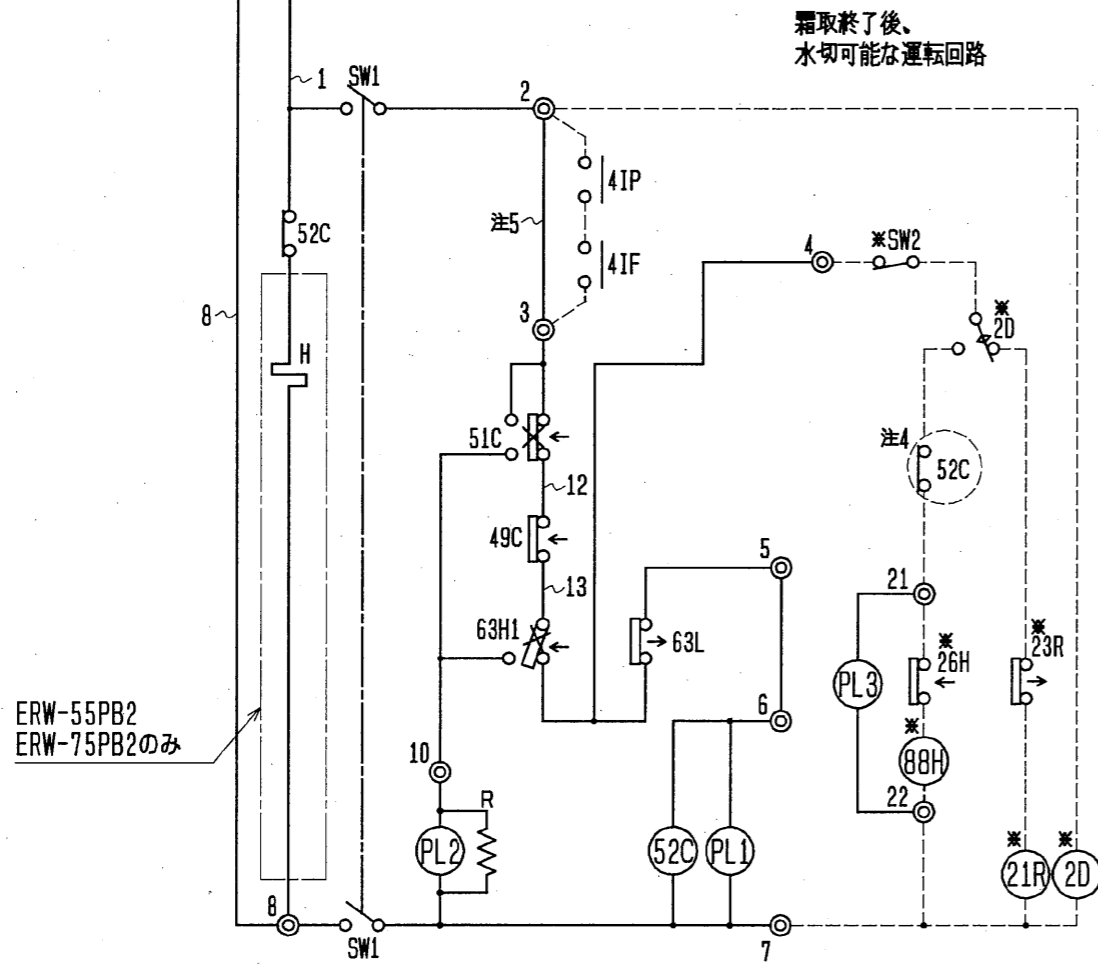 霜取終了後、
水切可能な運転回路
1
SW1
2
41P
注5
52C
4
※SW2
41F
8
3
※
2D
H
51C
注4
52C
12
49C
5
13
21
63H1
63L
※
26H
※
23R
PL3
ERW-55PB2
ERW-75PB2のみ
6
※
88H
10
22
R
PL2
52C
PL1
※
21R
※
2D
8
SW1
7